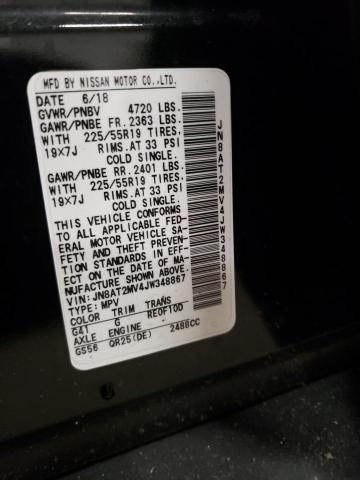 MFD BY NISSAN MOTOR CO.,LTD.
DATE 6/18
GVWR/PNBV 4720 LBS.
GAWR/PNBE FR. 2363 LBS.
WITH 225/55R19 TIRES,
19X7J RIMS.AT 33 PSI
COLD SINGLE.
GAWR/PNBE RR. 2401 LBS.
WITH 225/55R19 TIRES,
19X7J RIMS.AT 33 PSI
COLD SINGLE.
THIS VEHICLE CONFORMS
TO ALL APPLICABLE FED-
ERAL MOTOR VEHICLE SA-
FETY AND THEFT PREVEN-
TION STANDARDS IN EFF-
ECT ON THE DATE OF
MANUFACTURE SHOWN ABOVE
VIN:JN8AT2MV4JW348867
TYPE:MPV
COLOR TRIM TRANS
G41 G RE0F10D
AXLE ENGINE
GS56 QR25(DE) 2488CC
JN8AT2MV4JW348867